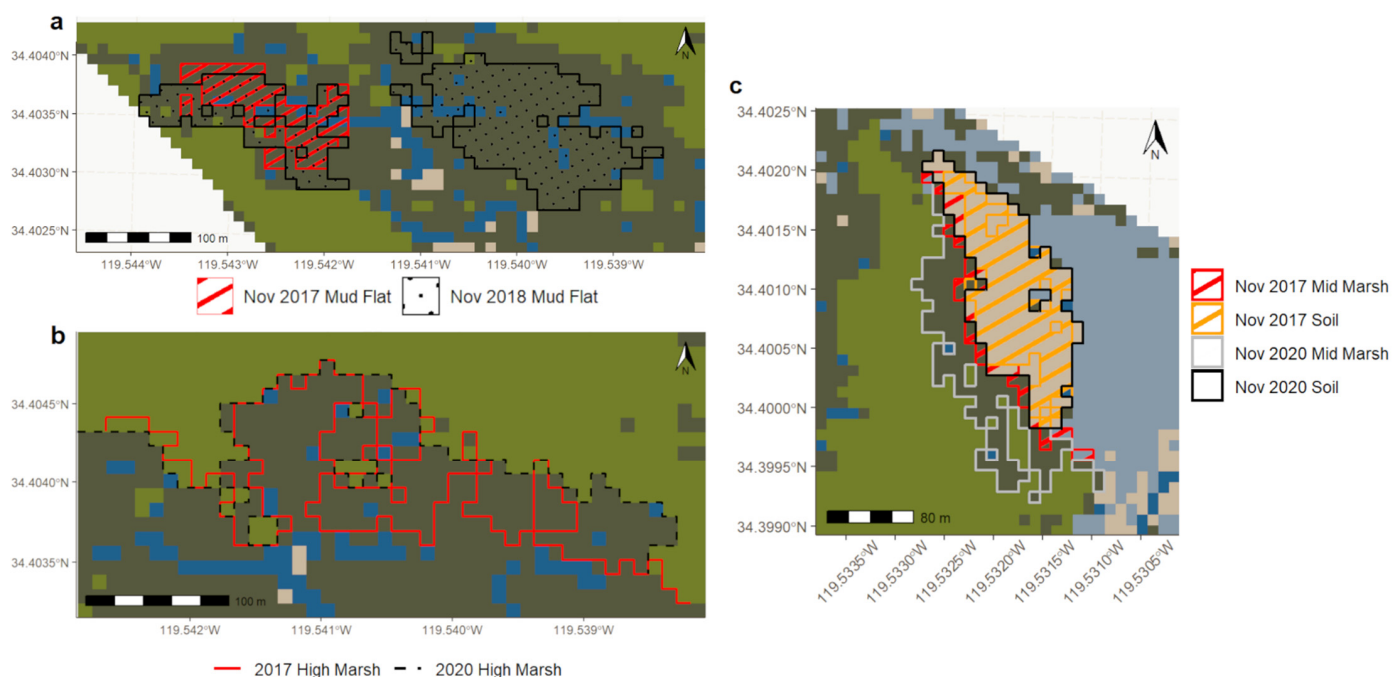 a
N
34.4040°N
34.4035°N
34.4030°N
34.4025°N
100 m
119.544°W 119.543°W 119.542°W 119.541°W 119.540°W 119.539°W
Nov 2017 Mud Flat Nov 2018 Mud Flat
b
N
34.4045°N
34.4040°N
34.4035°N
100 m
119.542°W 119.541°W 119.540°W 119.539°W
2017 High Marsh 2020 High Marsh
c
N
34.4025°N
34.4020°N
34.4015°N
34.4010°N
34.4005°N
34.4000°N
34.3995°N
34.3990°N
80 m
119.5335°W 119.5330°W 119.5325°W 119.5320°W 119.5315°W 119.5310°W 119.5305°W
Nov 2017 Mid Marsh
Nov 2017 Soil
Nov 2020 Mid Marsh
Nov 2020 Soil